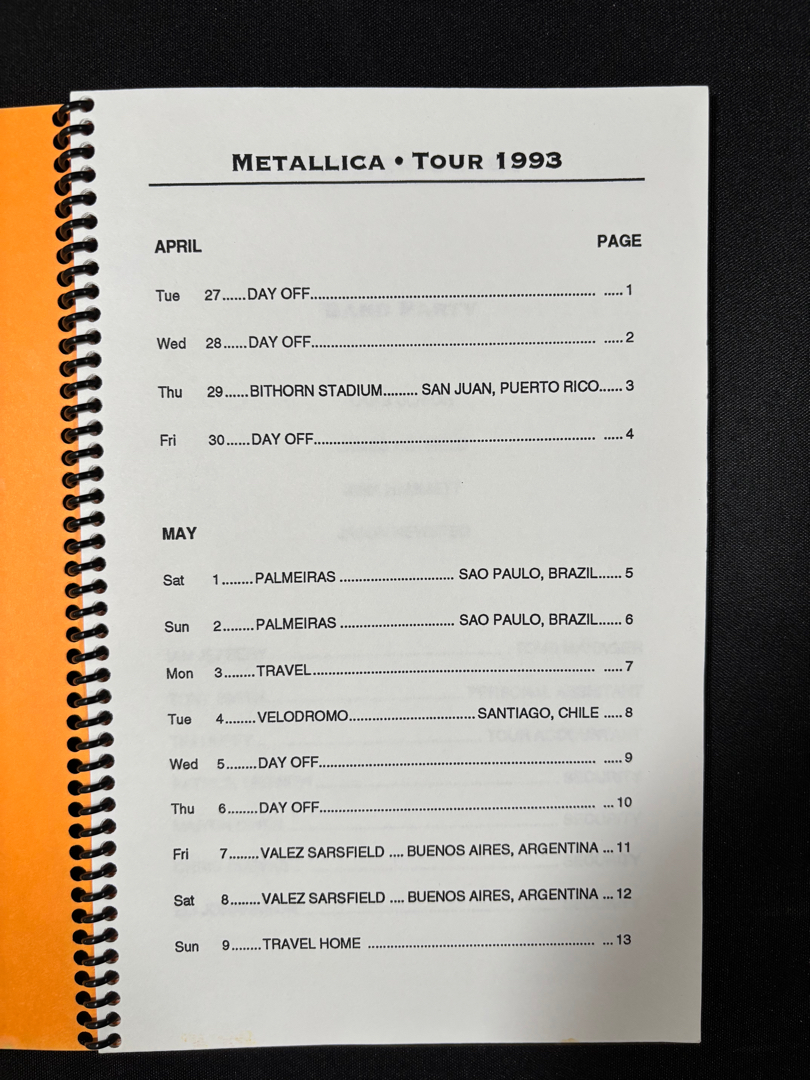 METALLICA • TOUR 1993
APRIL PAGE
Tue 27......DAY OFF.................................................................................. .....1
Wed 28......DAY OFF.................................................................................. .....2
Thu 29......BITHORN STADIUM......... SAN JUAN, PUERTO RICO......3
Fri 30......DAY OFF.................................................................................. .....4
MAY
Sat 1........PALMEIRAS ................................. SAO PAULO, BRAZIL...... 5
Sun 2........PALMEIRAS ................................. SAO PAULO, BRAZIL...... 6
Mon 3........TRAVEL.................................................................................. .....7
Tue 4........VELODROMO.....................................SANTIAGO, CHILE .....8
Wed 5........DAY OFF................................................................................ .....9
Thu 6........DAY OFF................................................................................ ...10
Fri 7........VALEZ SARSFIELD .... BUENOS AIRES, ARGENTINA ...11
Sat 8........VALEZ SARSFIELD .... BUENOS AIRES, ARGENTINA ...12
Sun 9........TRAVEL HOME .................................................................. ...13